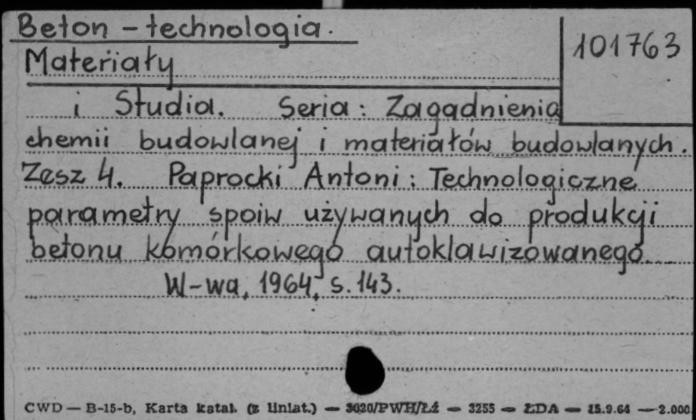 Beton – technologia.
101763
Materiały
i Studia. Seria: Zagadnienia
chemii budowlanej i materiałów budowlanych.
Zesz 4. Paprocki Antoni: Technologiczne
parametry spoiw używanych do produkcji
betonu komórkowego autoklawizowanego.
W-wa, 1964, s. 143.
CWD — B-15-b, Karta katal. (z liniat.) — 3020/PWH/Łź — 3255 — ŁDA — 15.9.64 — 2.000